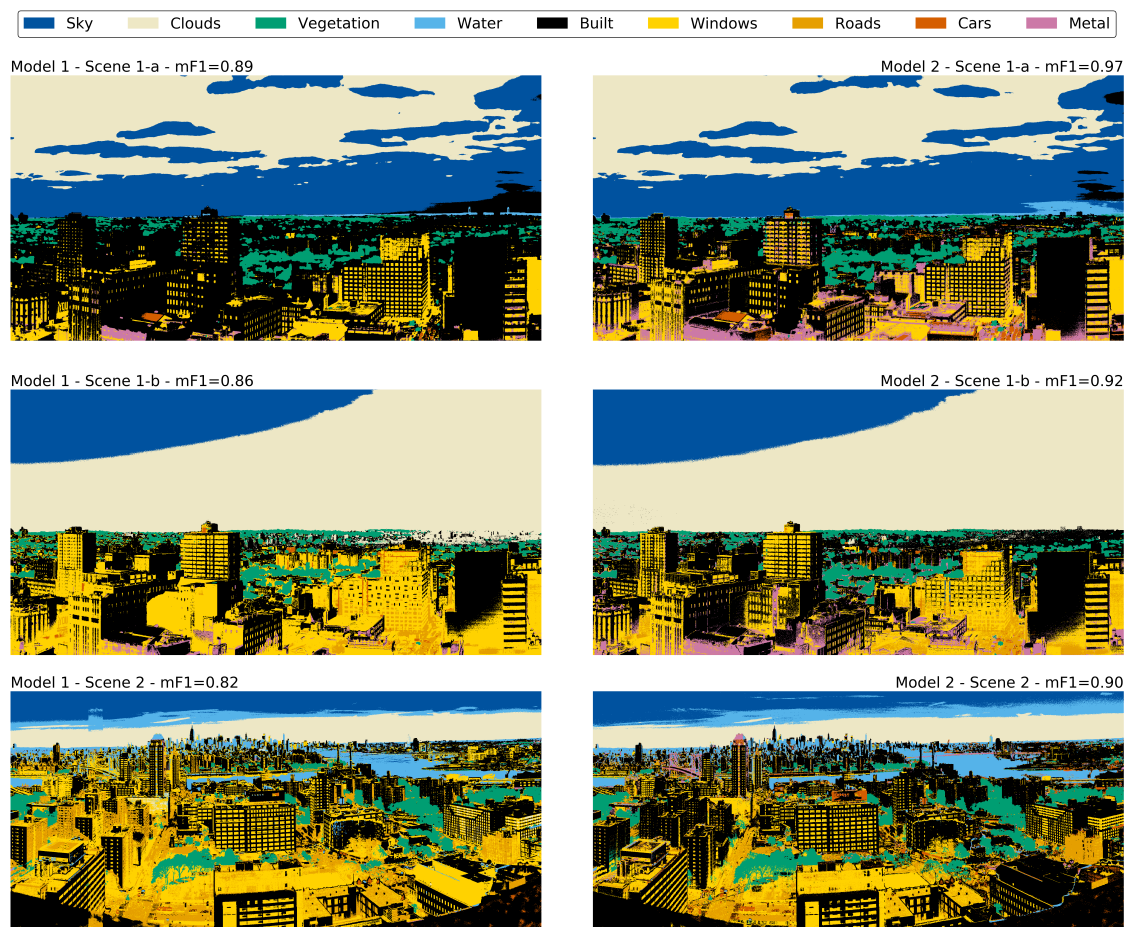 Sky Clouds Vegetation Water Built Windows Roads Cars Metal
Model 1 - Scene 1-a - mF1=0.89
Model 2 - Scene 1-a - mF1=0.97
Model 1 - Scene 1-b - mF1=0.86
Model 2 - Scene 1-b - mF1=0.92
Model 1 - Scene 2 - mF1=0.82
Model 2 - Scene 2 - mF1=0.90